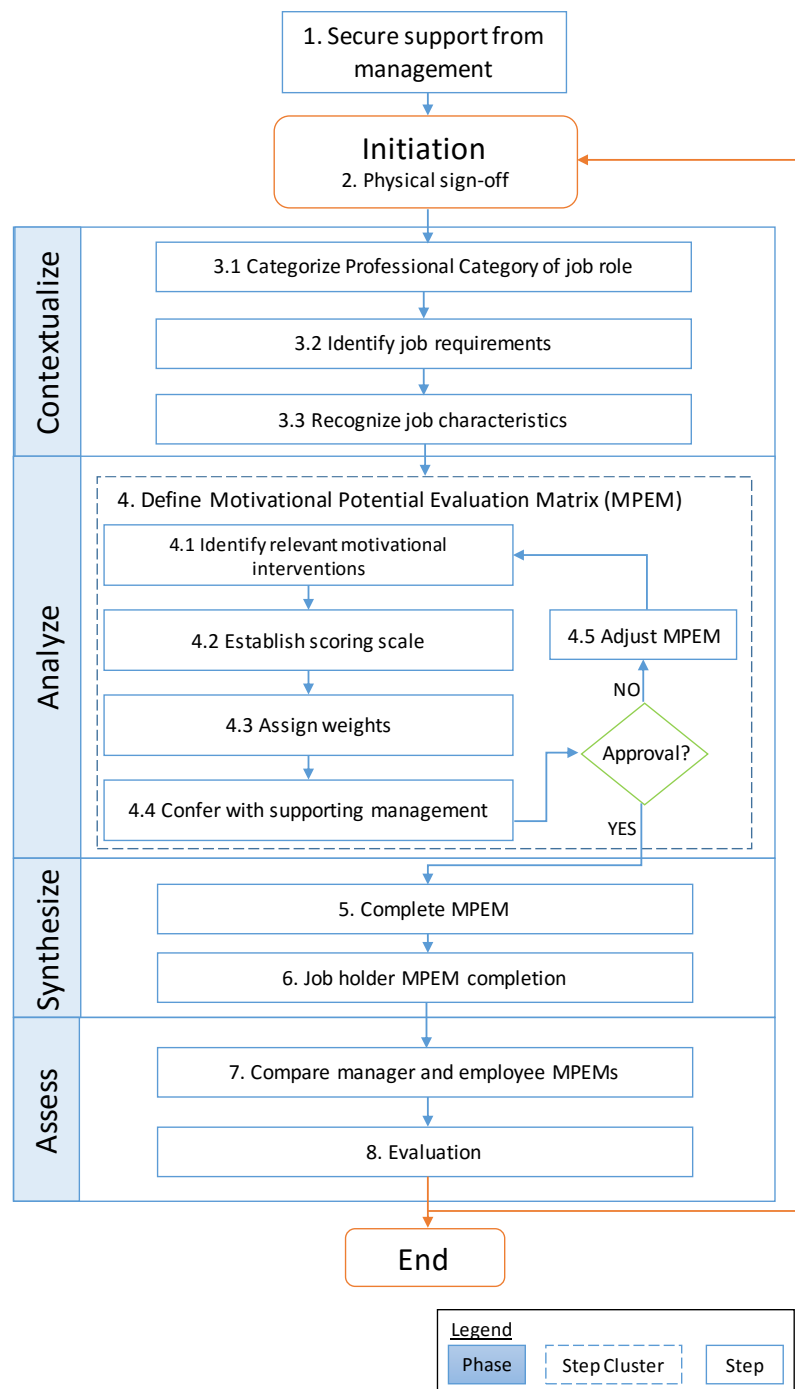 1. Secure support from
management
Initiation
2. Physical sign-off
Contextualize
3.1 Categorize Professional Category of job role
3.2 Identify job requirements
3.3 Recognize job characteristics
Analyze
4. Define Motivational Potential Evaluation Matrix (MPEM)
4.1 Identify relevant motivational
interventions
4.2 Establish scoring scale
4.5 Adjust MPEM
NO
4.3 Assign weights
Approval?
4.4 Confer with supporting management
YES
Synthesize
5. Complete MPEM
6. Job holder MPEM completion
Assess
7. Compare manager and employee MPEMs
8. Evaluation
End
Legend
Phase
Step Cluster
Step